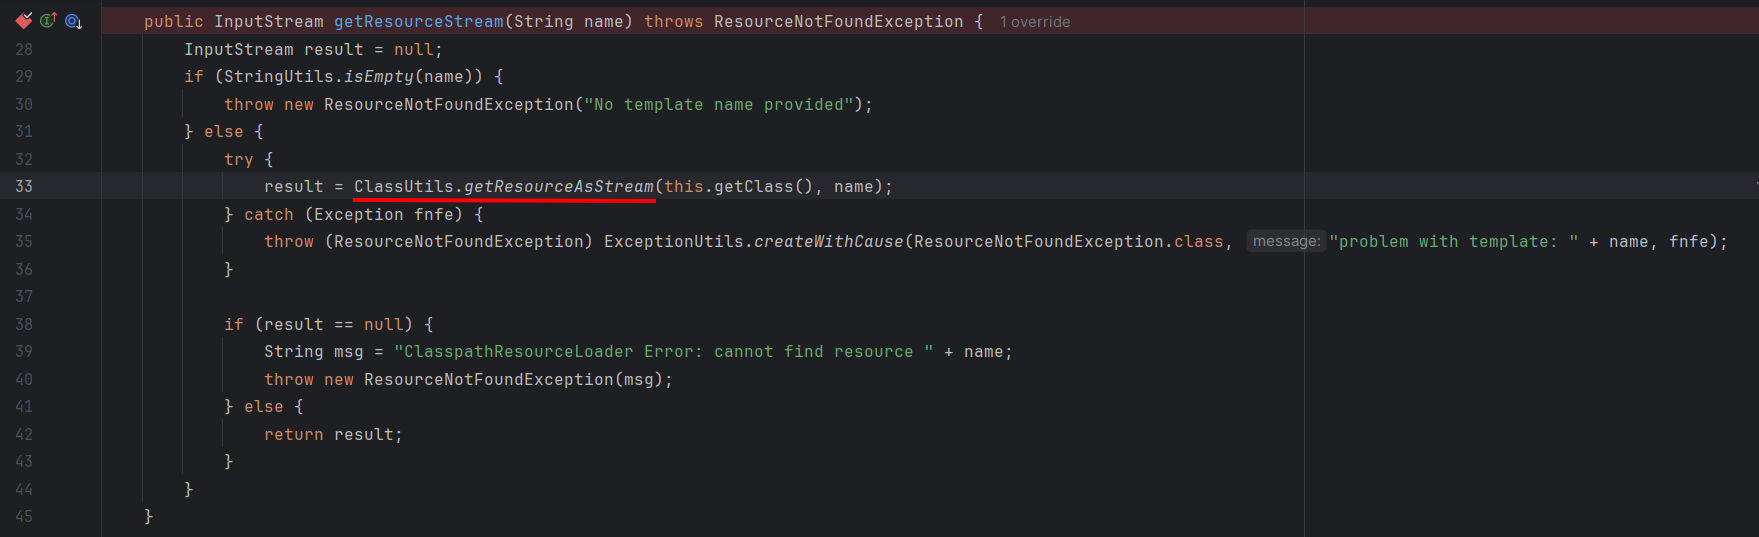 public InputStream getResourceStream(String name) throws ResourceNotFoundException { 1 override
28 InputStream result = null;
29 if (StringUtils.isEmpty(name)) {
30 throw new ResourceNotFoundException("No template name provided");
31 } else {
32 try {
33 result = ClassUtils.getResourceAsStream(this.getClass(), name);
34 } catch (Exception fnfe) {
35 throw (ResourceNotFoundException) ExceptionUtils.createWithCause(ResourceNotFoundException.class, message: "problem with template: " + name, fnfe);
36 }
37
38 if (result == null) {
39 String msg = "ClasspathResourceLoader Error: cannot find resource " + name;
40 throw new ResourceNotFoundException(msg);
41 } else {
42 return result;
43 }
44 }
45 }